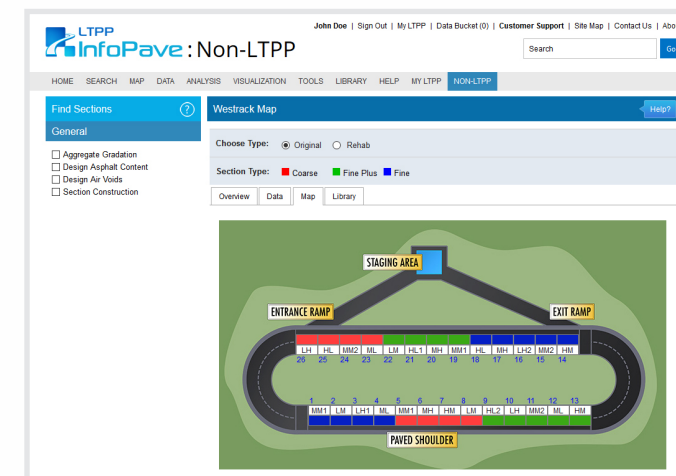 John Doe | Sign Out | My LTPP | Data Bucket (0) | Customer Support | Site Map | Contact Us | Abo
LTPP
InfoPave : Non-LTPP
Search Go
HOME SEARCH MAP DATA ANALYSIS VISUALIZATION TOOLS LIBRARY HELP MY LTPP NON-LTPP
Find Sections ?
General
Aggregate Gradation
Design Asphalt Content
Design Air Voids
Section Construction
Westrack Map Help?
Choose Type: Original Rehab
Section Type: Coarse Fine Plus Fine
Overview Data Map Library
STAGING AREA
ENTRANCE RAMP EXIT RAMP
LH HL MM2 ML LM HL1 MH MM1 HL MH LH2 MM2 HM
26 25 24 23 22 21 20 19 18 17 16 15 14
1 2 3 4 5 6 7 8 9 10 11 12 13
MM1 LM LH1 ML MM1 MH HM LM HL2 LH MM2 ML HM
PAVED SHOULDER